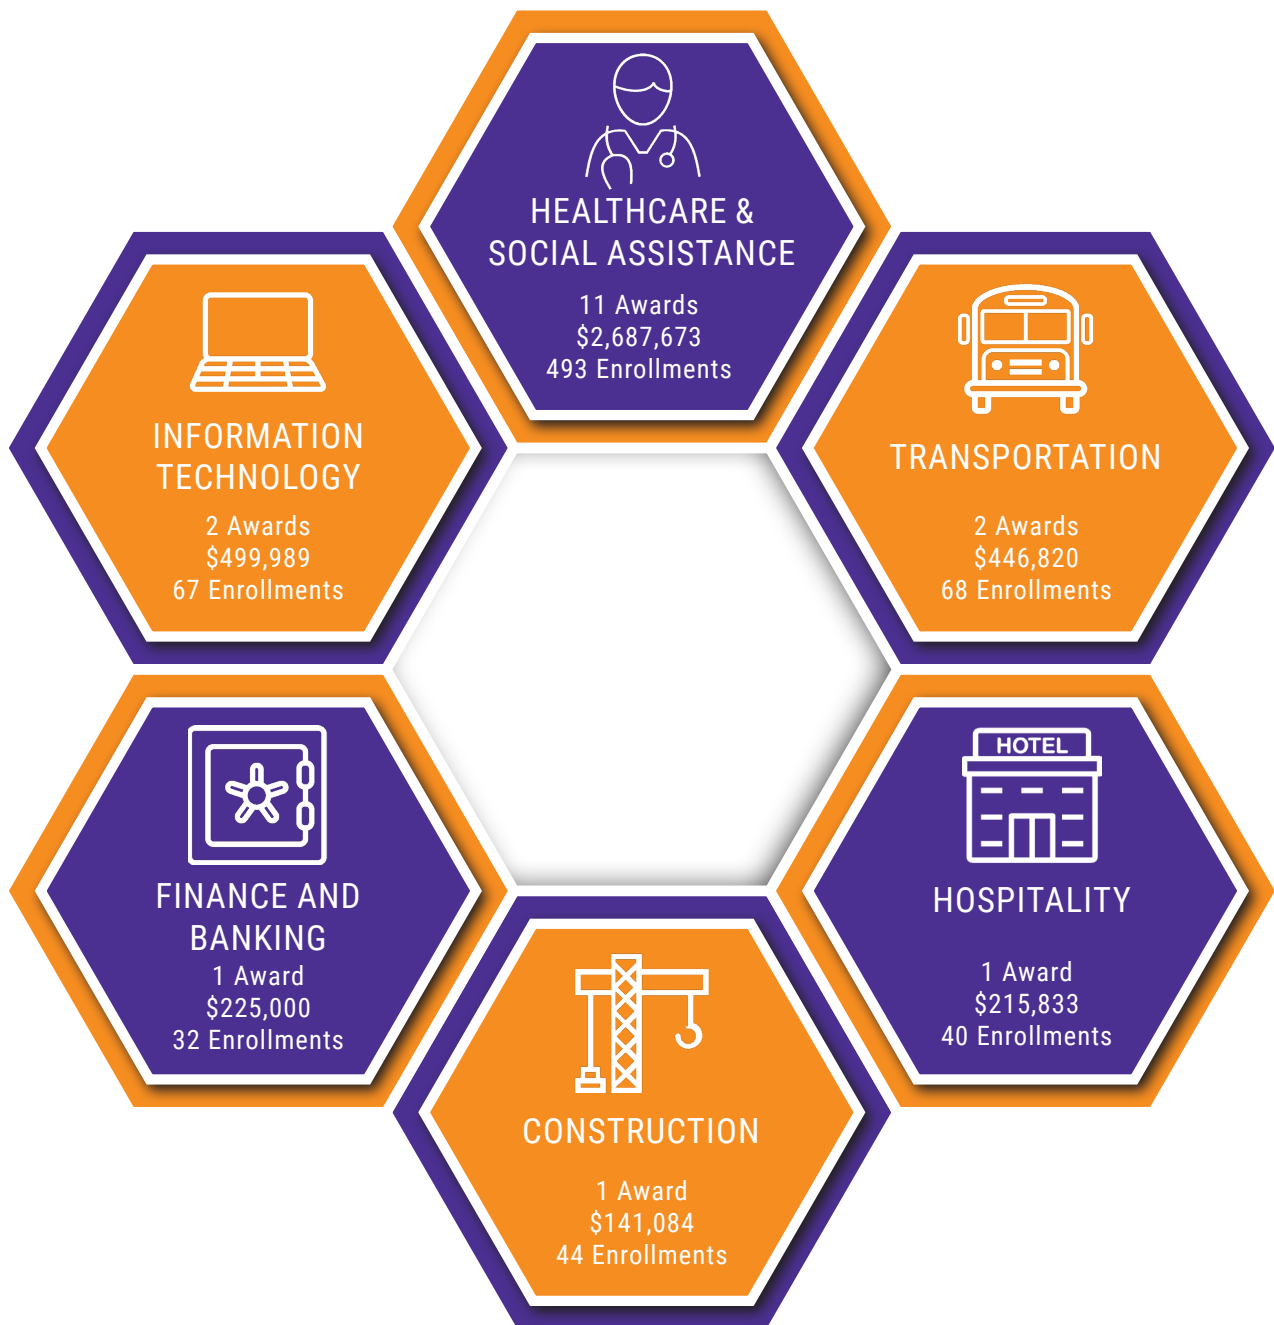 HEALTHCARE &
SOCIAL ASSISTANCE
11 Awards
$2,687,673
493 Enrollments
INFORMATION
TECHNOLOGY
2 Awards
$499,989
67 Enrollments
TRANSPORTATION
2 Awards
$446,820
68 Enrollments
FINANCE AND
BANKING
1 Award
$225,000
32 Enrollments
HOTEL
HOSPITALITY
1 Award
$215,833
40 Enrollments
CONSTRUCTION
1 Award
$141,084
44 Enrollments